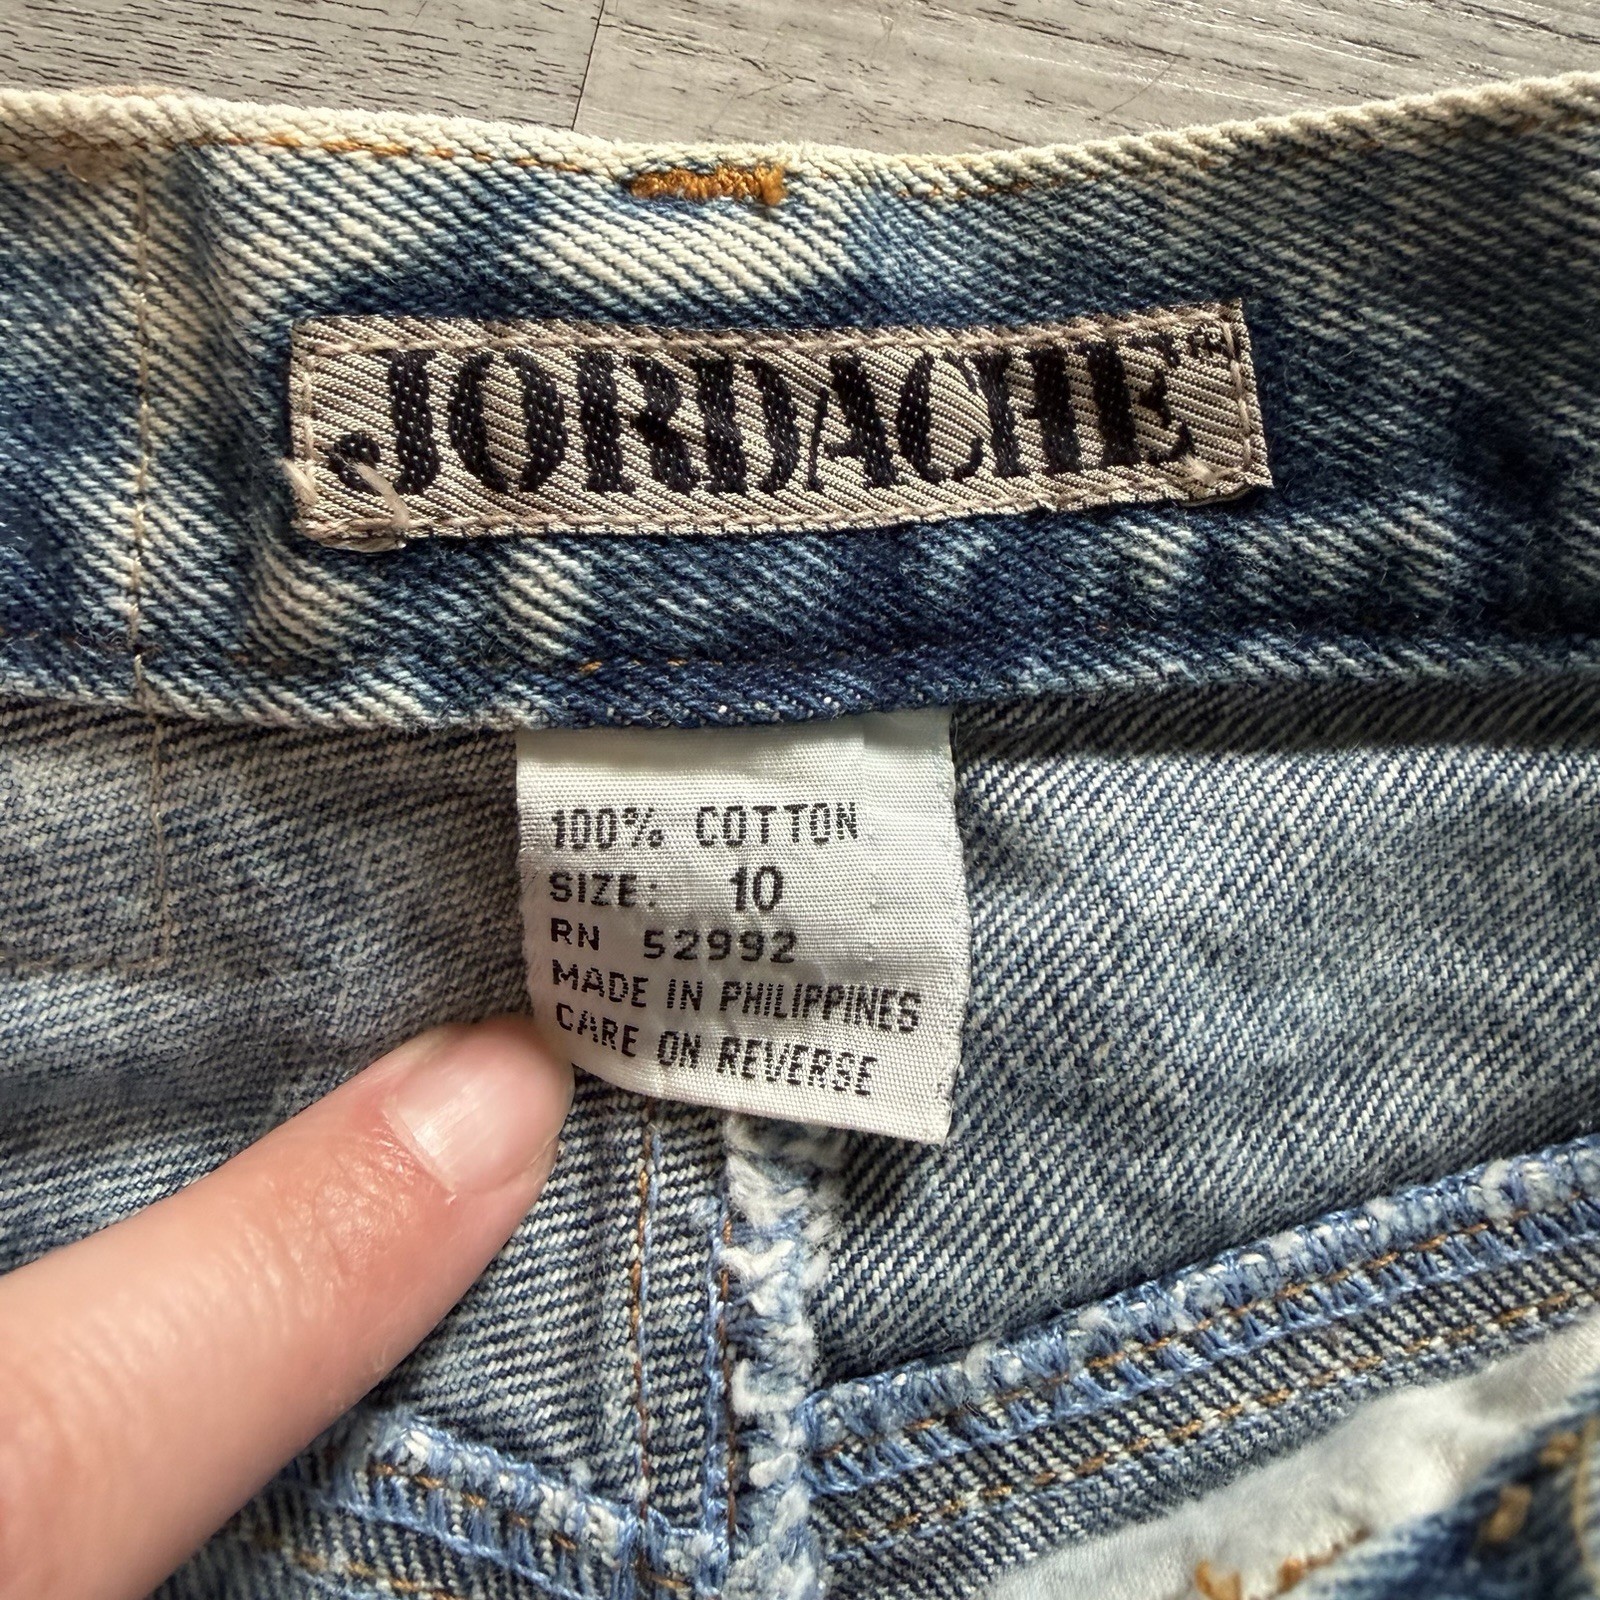 JORDACHE
100% COTTON
SIZE: 10
RN 52992
MADE IN PHILIPPINES
CARE ON REVERSE